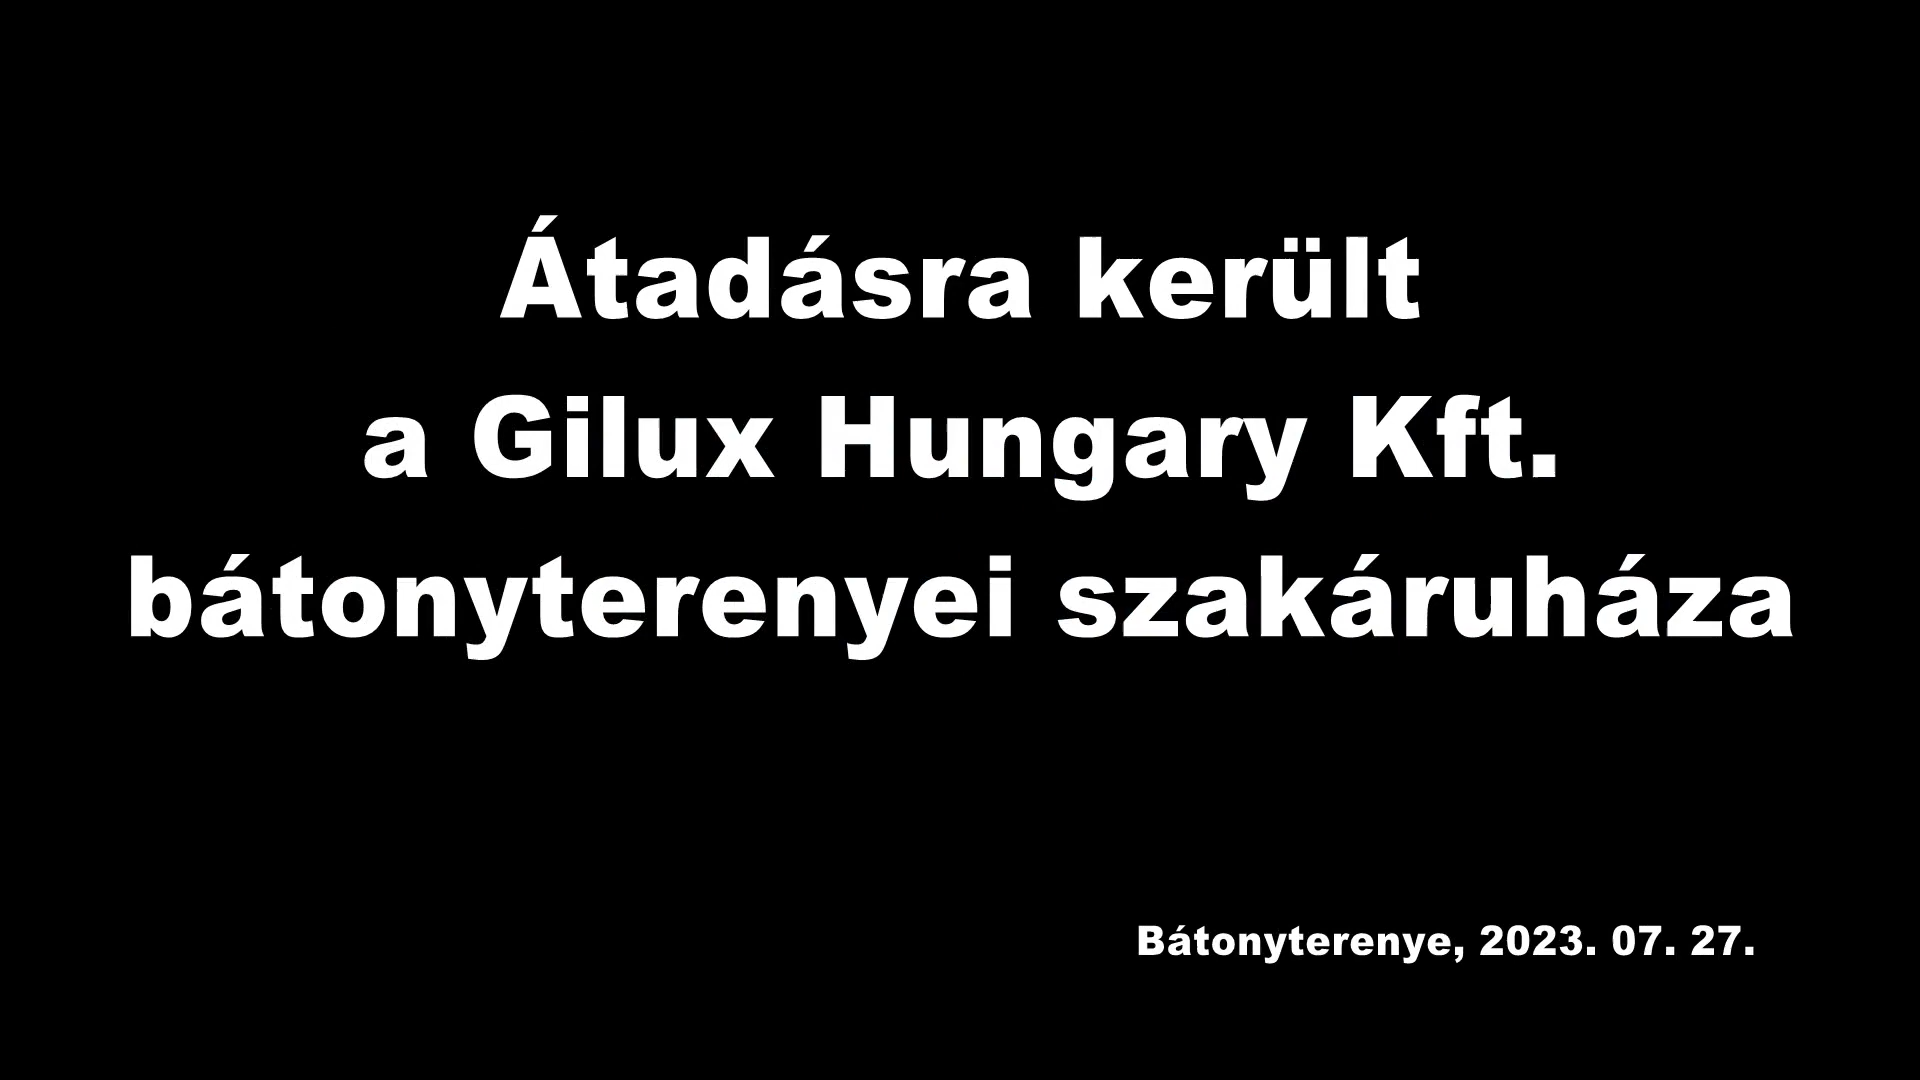 Átadásra került
a Gilux Hungary Kft.
bátonyterenyei szakáruháza
Bátonyterenye, 2023. 07. 27.